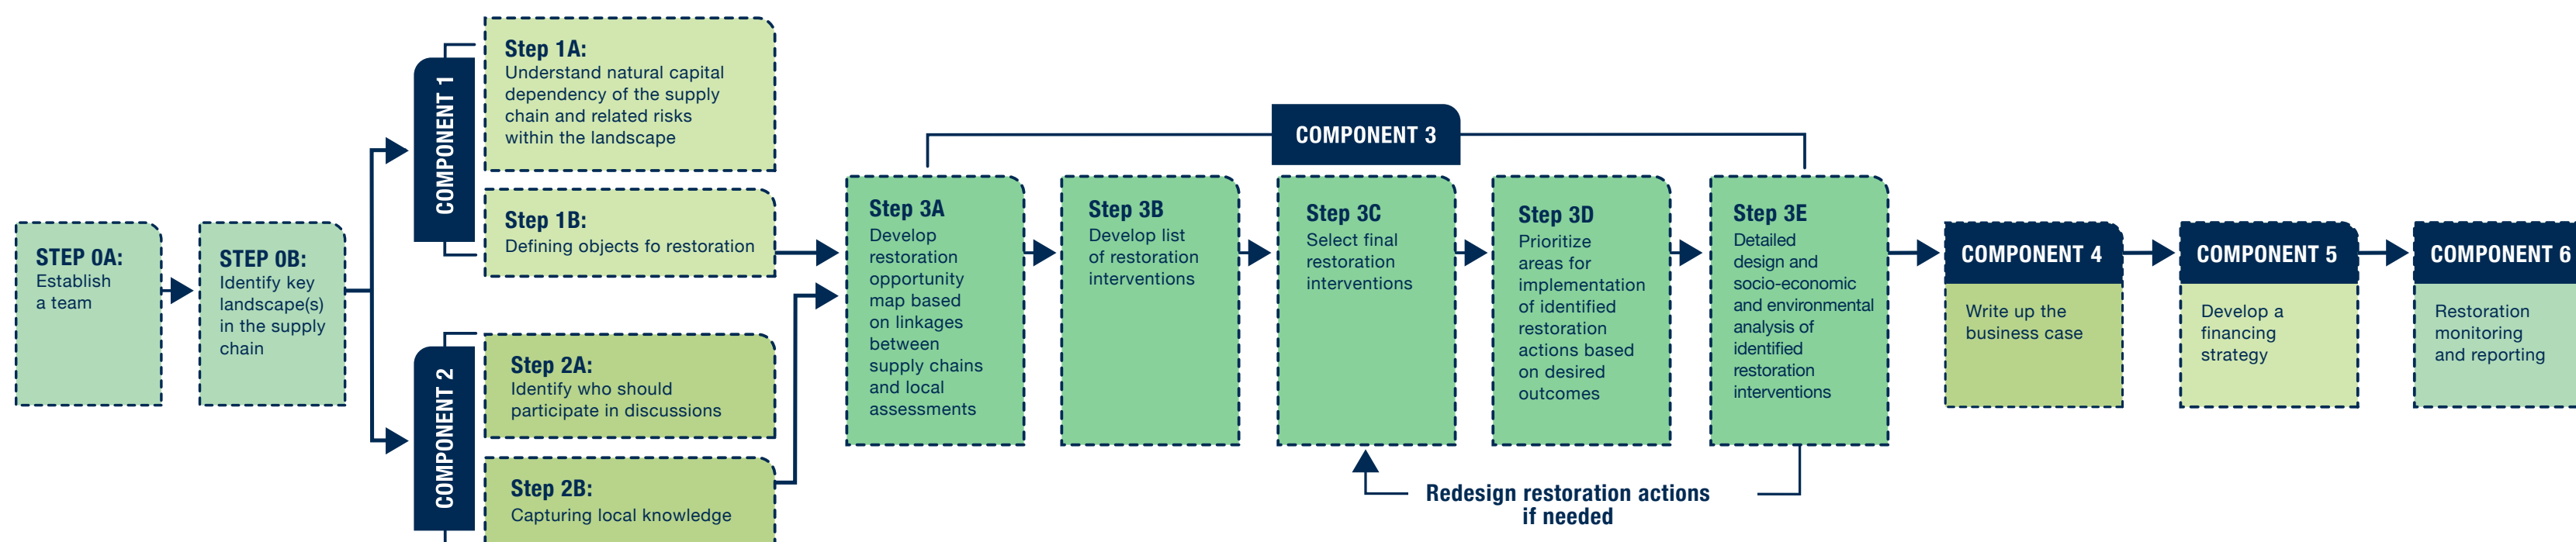 STEP 0A:
Establish
a team
STEP 0B:
Identify key
landscape(s)
in the supply
chain
COMPONENT 1
Step 1A:
Understand natural capital
dependency of the supply
chain and related risks
within the landscape
Step 1B:
Defining objects fo restoration
COMPONENT 2
Step 2A:
Identify who should
participate in discussions
Step 2B:
Capturing local knowledge
COMPONENT 3
Step 3A
Develop
restoration
opportunity
map based
on linkages
between
supply chains
and local
assessments
Step 3B
Develop list
of restoration
interventions
Step 3C
Select final
restoration
interventions
Step 3D
Prioritize
areas for
implementation
of identified
restoration
actions based
on desired
outcomes
Step 3E
Detailed
design and
socio-economic
and environmental
analysis of
identified
restoration
interventions
Redesign restoration actions
if needed
COMPONENT 4
Write up the
business case
COMPONENT 5
Develop a
financing
strategy
COMPONENT 6
Restoration
monitoring
and reporting